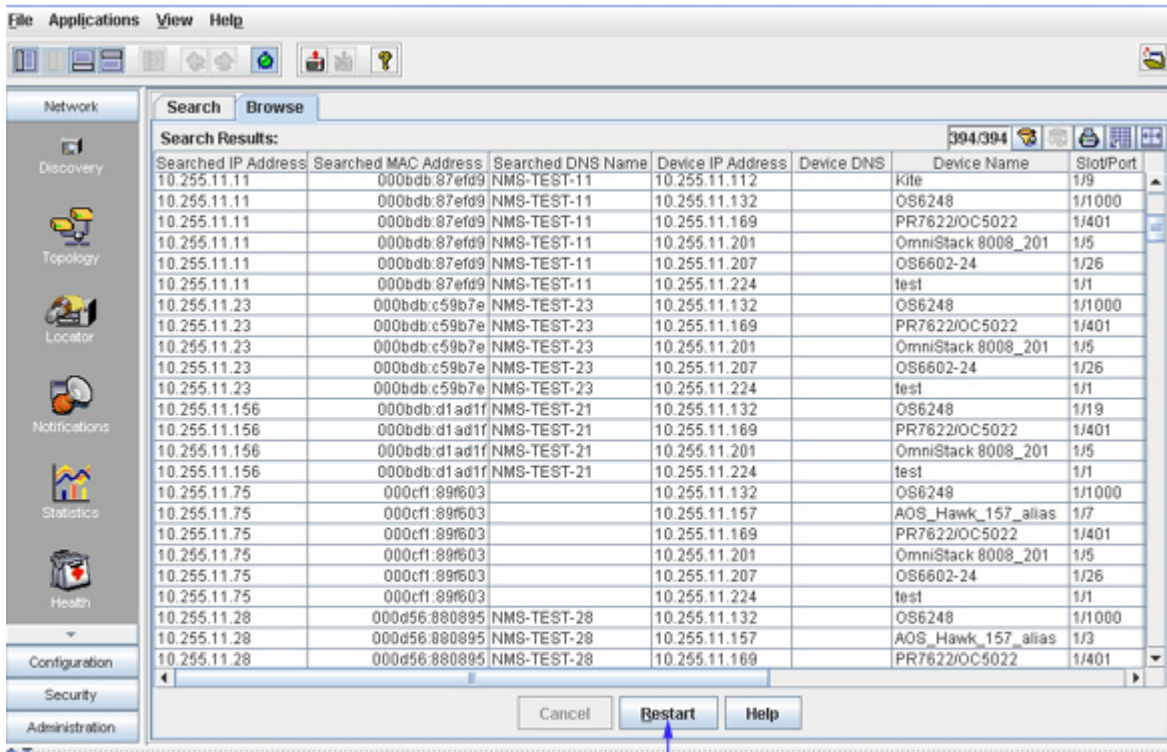 File Applications View Help
Network
Search Browse
Search Results: 394/394
Discovery
Topology
Locator
Notifications
Statistics
Health
Configuration
Security
Administration
Searched IP Address Searched MAC Address Searched DNS Name Device IP Address Device DNS Device Name Slot/Port
10.255.11.11 000bdb:87efd9 NMS-TEST-11 10.255.11.112 Kite 1/9
10.255.11.11 000bdb:87efd9 NMS-TEST-11 10.255.11.132 OS6248 1/1000
10.255.11.11 000bdb:87efd9 NMS-TEST-11 10.255.11.169 PR7622/OC5022 1/401
10.255.11.11 000bdb:87efd9 NMS-TEST-11 10.255.11.201 OmniStack 8008_201 1/5
10.255.11.11 000bdb:87efd9 NMS-TEST-11 10.255.11.207 OS6602-24 1/26
10.255.11.11 000bdb:87efd9 NMS-TEST-11 10.255.11.224 test 1/1
10.255.11.23 000bdb:c59b7e NMS-TEST-23 10.255.11.132 OS6248 1/1000
10.255.11.23 000bdb:c59b7e NMS-TEST-23 10.255.11.169 PR7622/OC5022 1/401
10.255.11.23 000bdb:c59b7e NMS-TEST-23 10.255.11.201 OmniStack 8008_201 1/5
10.255.11.23 000bdb:c59b7e NMS-TEST-23 10.255.11.207 OS6602-24 1/26
10.255.11.23 000bdb:c59b7e NMS-TEST-23 10.255.11.224 test 1/1
10.255.11.156 000bdb:d1ad1f NMS-TEST-21 10.255.11.132 OS6248 1/19
10.255.11.156 000bdb:d1ad1f NMS-TEST-21 10.255.11.169 PR7622/OC5022 1/401
10.255.11.156 000bdb:d1ad1f NMS-TEST-21 10.255.11.201 OmniStack 8008_201 1/5
10.255.11.156 000bdb:d1ad1f NMS-TEST-21 10.255.11.224 test 1/1
10.255.11.75 000cf1:89f603 10.255.11.132 OS6248 1/1000
10.255.11.75 000cf1:89f603 10.255.11.157 AOS_Hawk_157_alias 1/7
10.255.11.75 000cf1:89f603 10.255.11.169 PR7622/OC5022 1/401
10.255.11.75 000cf1:89f603 10.255.11.201 OmniStack 8008_201 1/5
10.255.11.75 000cf1:89f603 10.255.11.207 OS6602-24 1/26
10.255.11.75 000cf1:89f603 10.255.11.224 test 1/1
10.255.11.28 000d56:880895 NMS-TEST-28 10.255.11.132 OS6248 1/1000
10.255.11.28 000d56:880895 NMS-TEST-28 10.255.11.157 AOS_Hawk_157_alias 1/3
10.255.11.28 000d56:880895 NMS-TEST-28 10.255.11.169 PR7622/OC5022 1/401
Cancel Restart Help